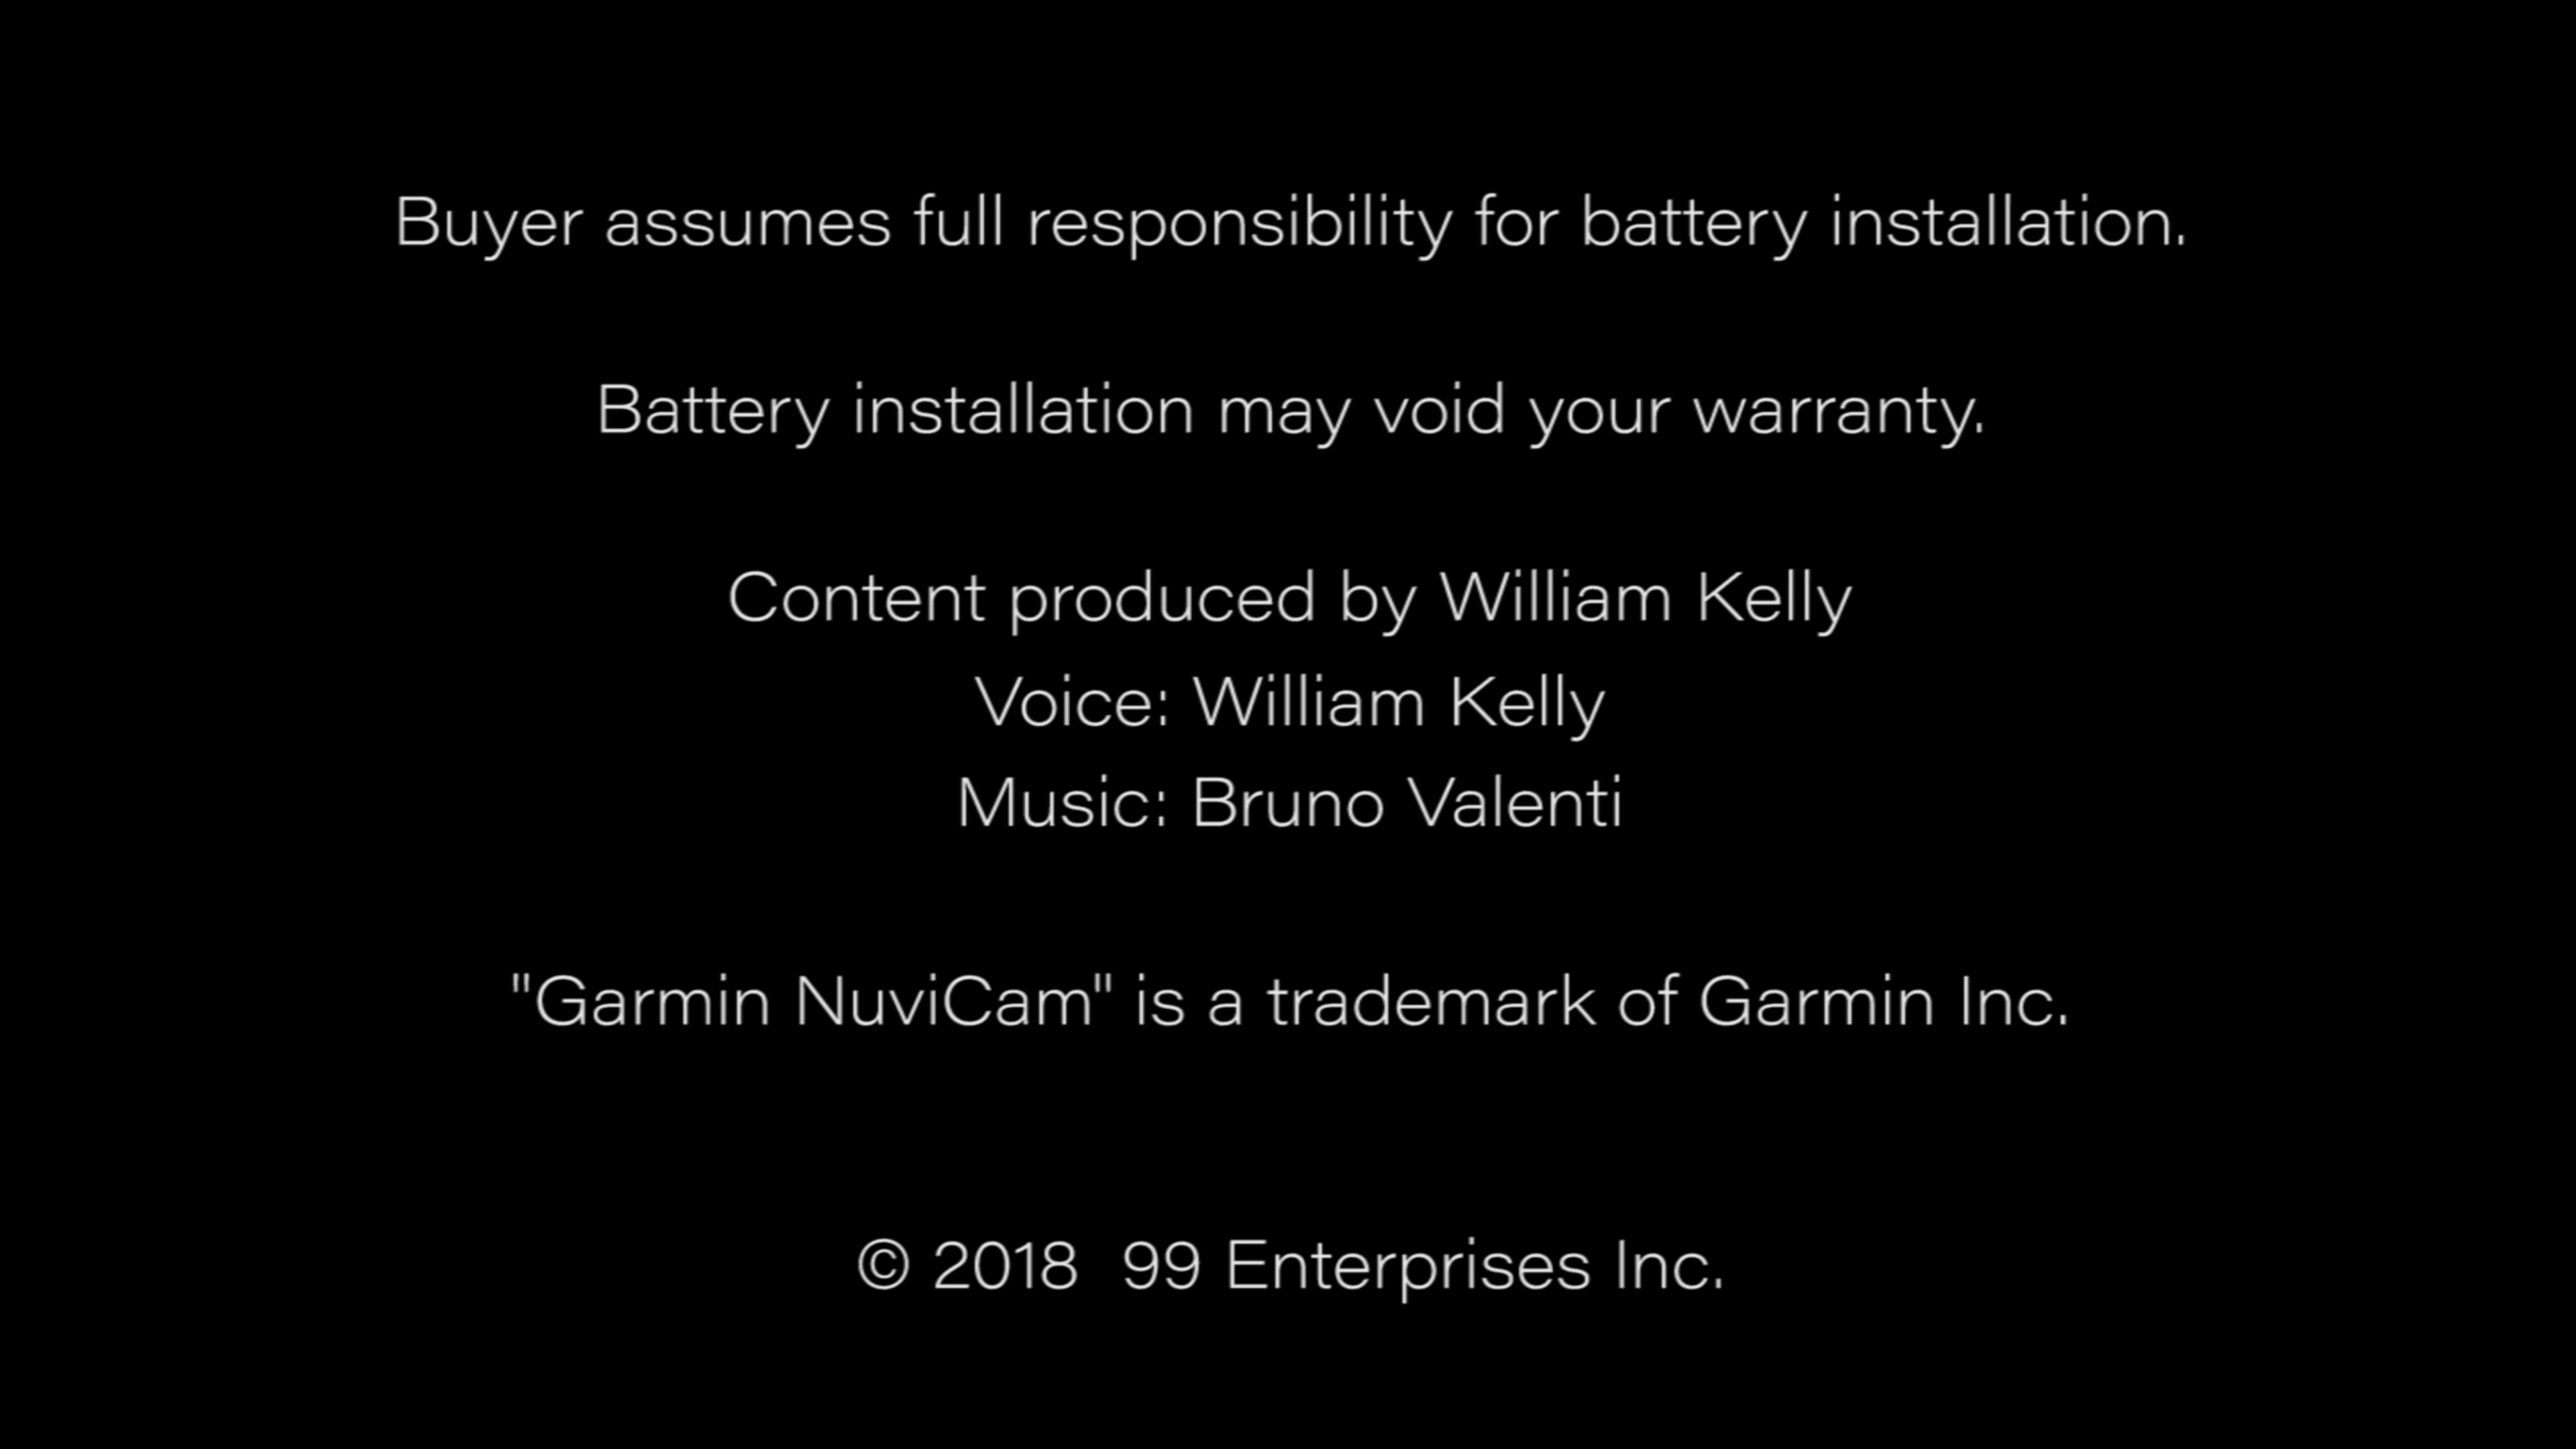 Buyer assumes full responsibility for battery installation.
Battery installation may void your warranty.
Content produced by William Kelly
Voice: William Kelly
Music: Bruno Valenti
"Garmin NuviCam" is a trademark of Garmin Inc.
© 2018  99 Enterprises Inc.